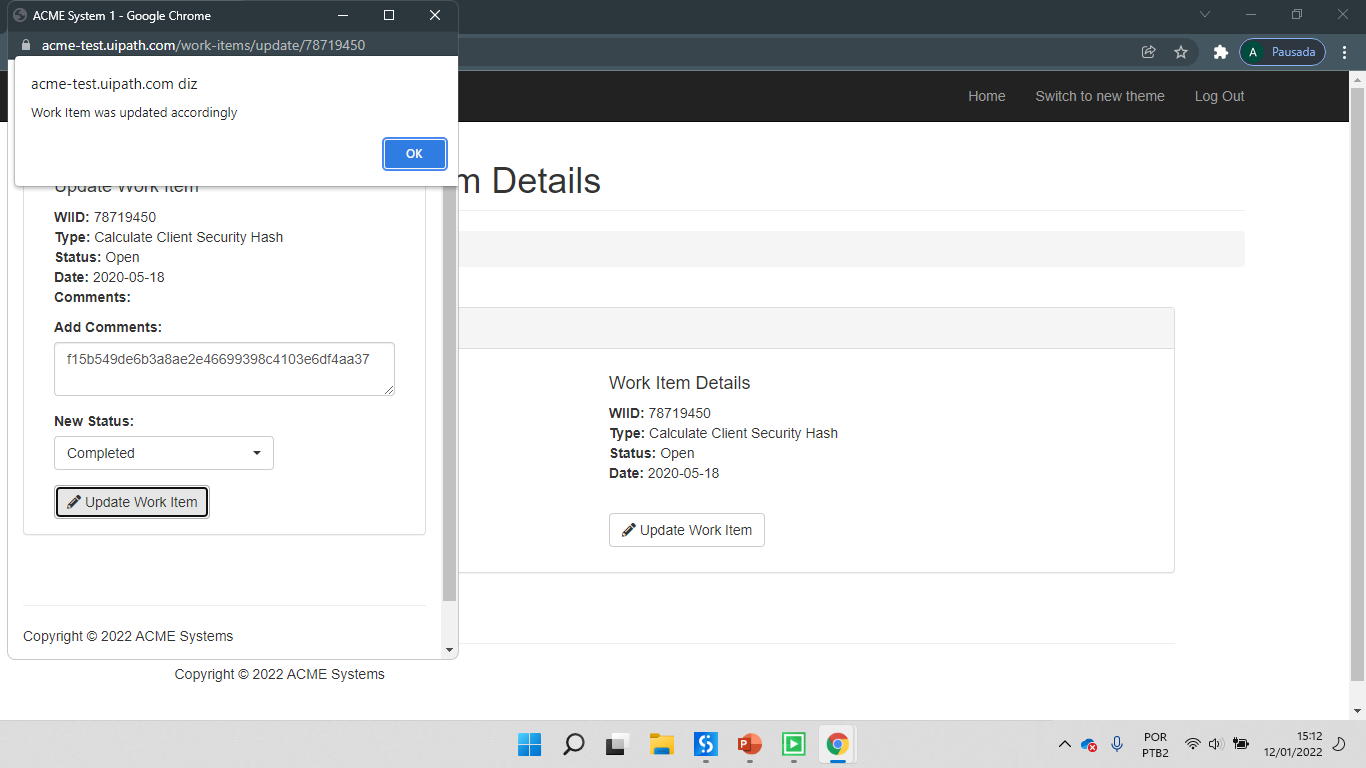 ACME System 1 - Google Chrome
acme-test.uipath.com/work-items/update/78719450
A Pausada
acme-test.uipath.com diz
Work Item was updated accordingly
OK
Home Switch to new theme Log Out
m Details
Update Work Item
WIID: 78719450
Type: Calculate Client Security Hash
Status: Open
Date: 2020-05-18
Comments:
Add Comments:
f15b549de6b3a8ae2e46699398c4103e6df4aa37
New Status:
Completed
Update Work Item
Copyright © 2022 ACME Systems
Work Item Details
WIID: 78719450
Type: Calculate Client Security Hash
Status: Open
Date: 2020-05-18
Update Work Item
Copyright © 2022 ACME Systems
POR
PTB2
15:12
12/01/2022